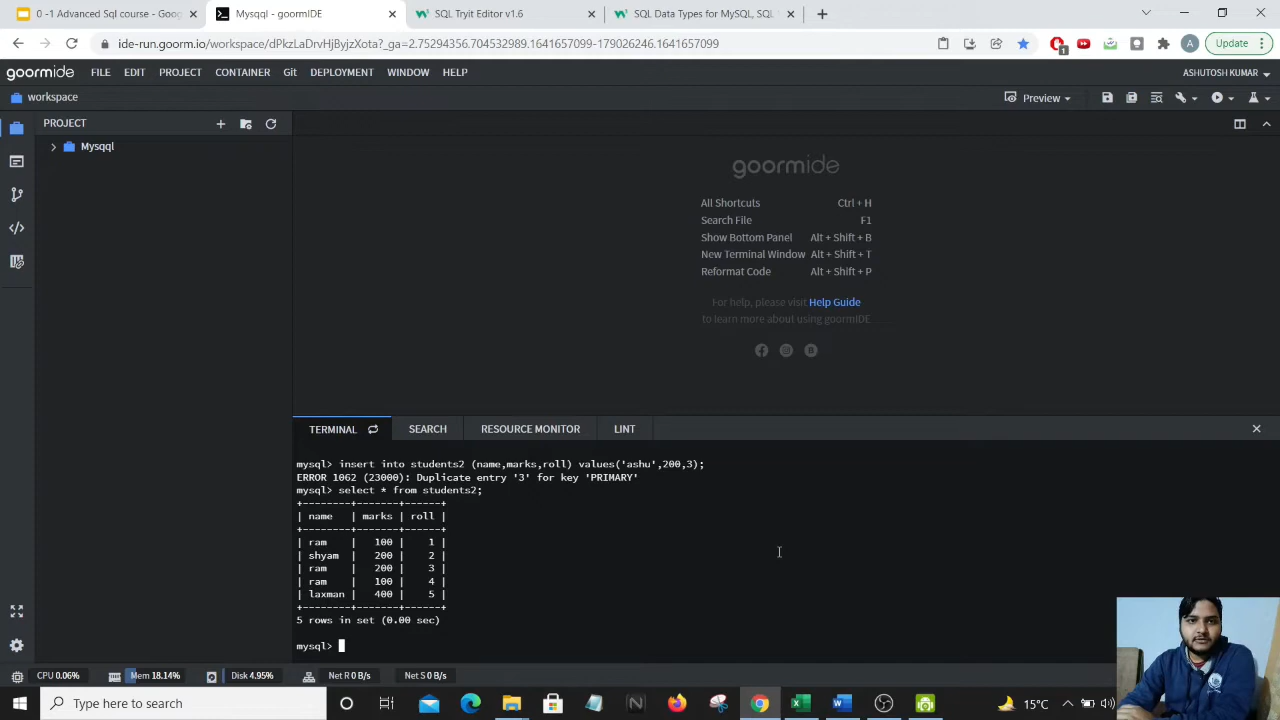 -1 Advanced Sql course - Goog
Mysqql - goormIDE
SQL Tryit Editor v1.6
SQL Data Types for MySQL, SQL
ide-run.goorm.io/workspace/dPkzLaDrvHjByjsYota?_ga=2.75264356.704532989.1641657099-179026249.1641657099
1
A
Update
goormide
FILE EDIT PROJECT CONTAINER Git DEPLOYMENT WINDOW HELP
ASHUTOSH KUMAR
workspace
Preview
PROJECT
Mysqql
goormide
All Shortcuts Ctrl + H
Search File F1
Show Bottom Panel Alt + Shift + B
New Terminal Window Alt + Shift + T
Reformat Code Alt + Shift + P
For help, please visit Help Guide
to learn more about using goormIDE
TERMINAL SEARCH RESOURCE MONITOR LINT
mysql> insert into students2 (name,marks,roll) values('ashu',200,3);
ERROR 1062 (23000): Duplicate entry '3' for key 'PRIMARY'
mysql> select * from students2;
+--------+-------+------+
| name | marks | roll |
+--------+-------+------+
| ram | 100 | 1 |
| shyam | 200 | 2 |
| ram | 200 | 3 |
| ram | 100 | 4 |
| laxman | 400 | 5 |
+--------+-------+------+
5 rows in set (0.00 sec)
mysql>
CPU 0.06% Mem 18.14% Disk 4.95% Net R 0 B/s Net S 0 B/s
Type here to search
15°C